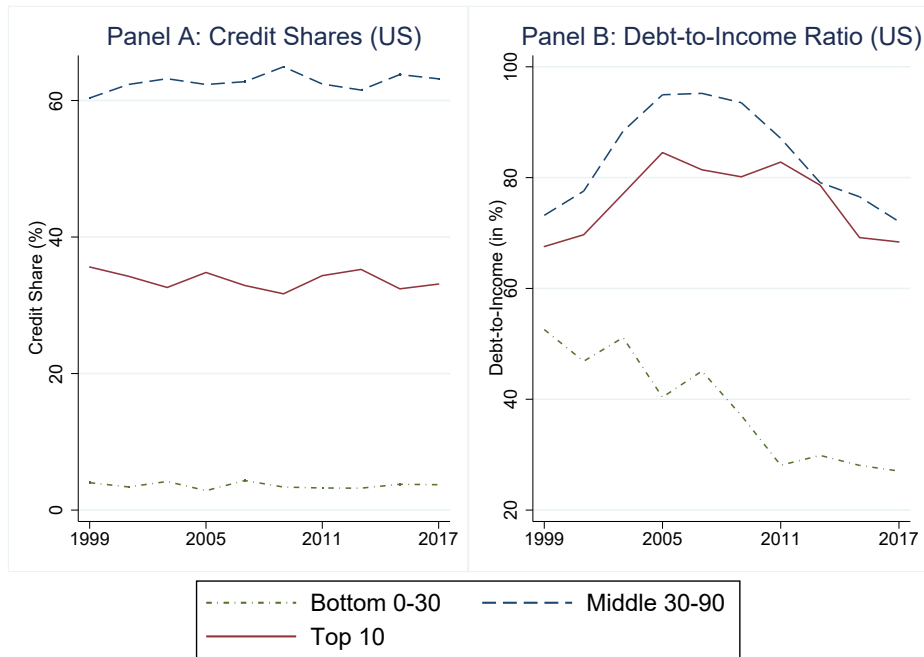 Panel A: Credit Shares (US)
Credit Share (%)
60
40
20
0
1999
2005
2011
2017
Panel B: Debt-to-Income Ratio (US)
Debt-to-Income (in %)
100
80
60
40
20
1999
2005
2011
2017
Bottom 0-30
Middle 30-90
Top 10